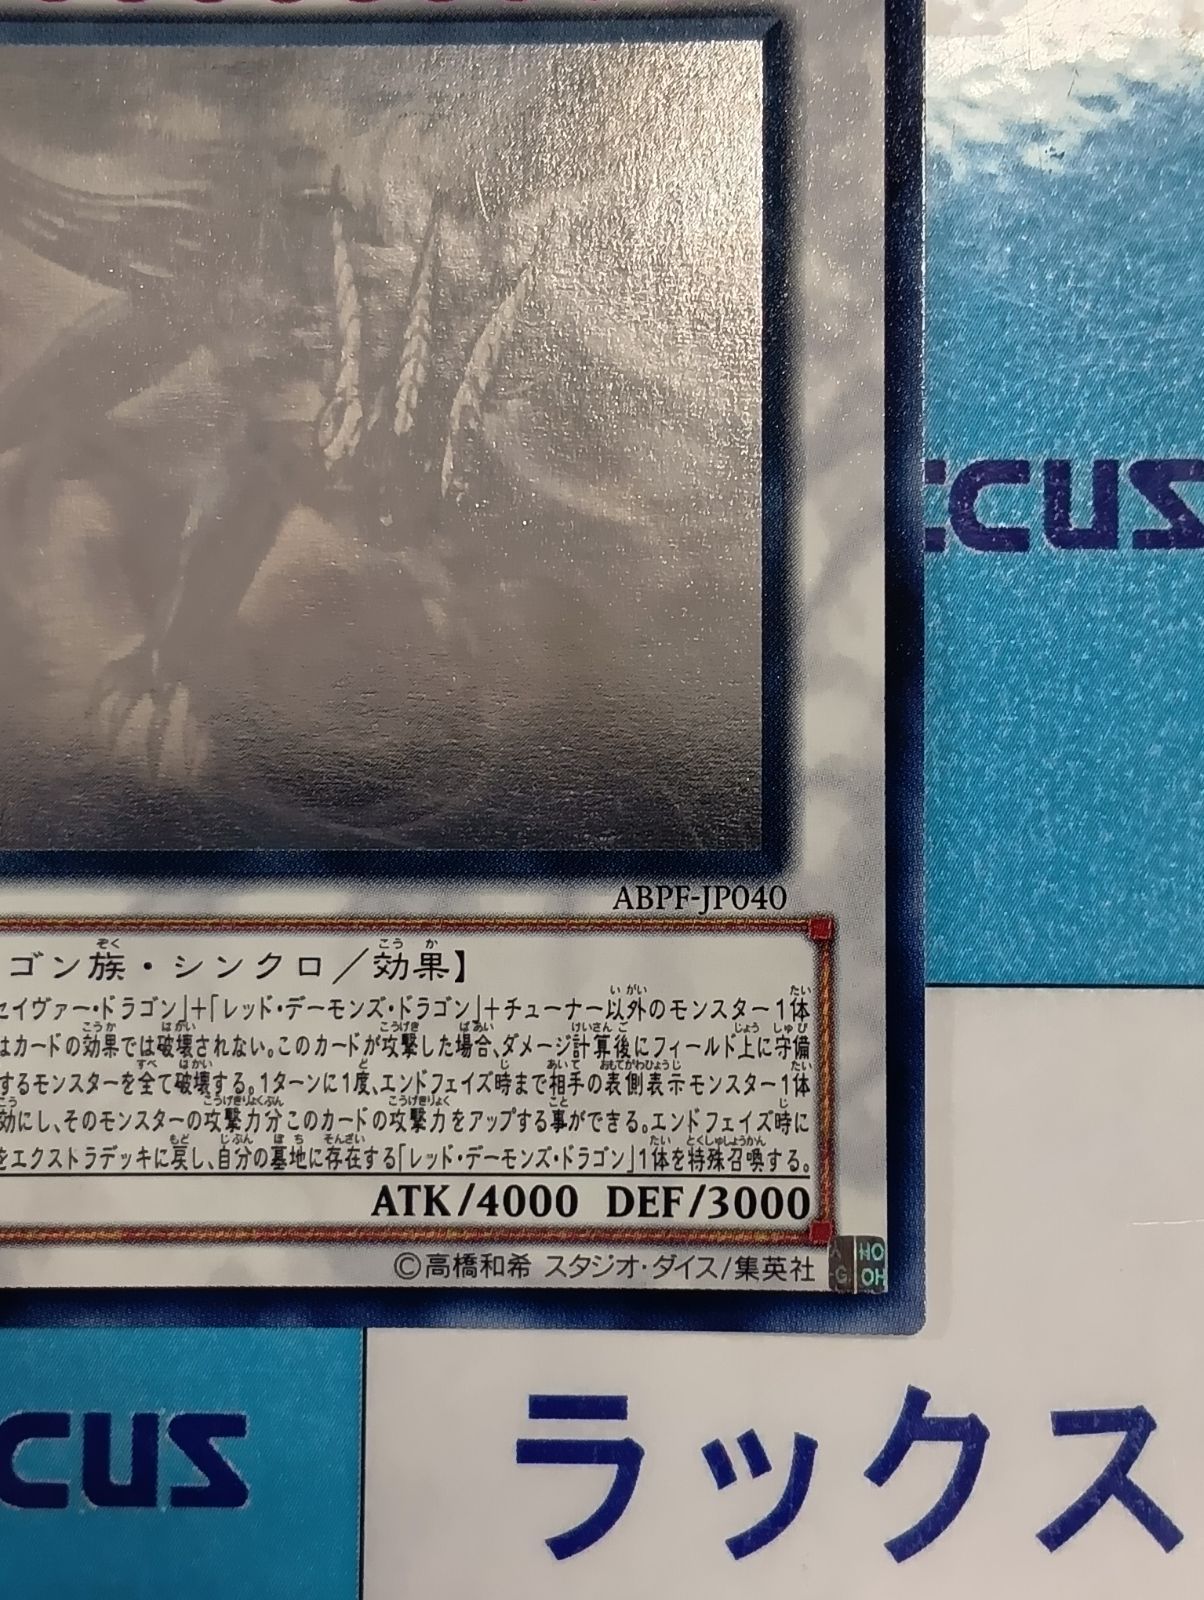 CCUS
ABPF-JP040
ゴン族・シンクロ/効果】
セイヴァー・ドラゴン」+「レッド・デーモンズ・ドラゴン」+チューナー以外のモンスター1体
はカードの効果では破壊されない。このカードが攻撃した場合、ダメージ計算後にフィールド上に守備
するモンスターを全て破壊する。1ターンに1度、エンドフェイズ時まで相手の表側表示モンスター1体
効にし、そのモンスターの攻撃力分このカードの攻撃力をアップする事ができる。エンドフェイズ時に
をエクストラデッキに戻し、自分の墓地に存在する「レッド・デーモンズ・ドラゴン」1体を特殊召喚する。
ATK/4000 DEF/3000
©高橋和希 スタジオ・ダイス/集英社
CUS
ラックス